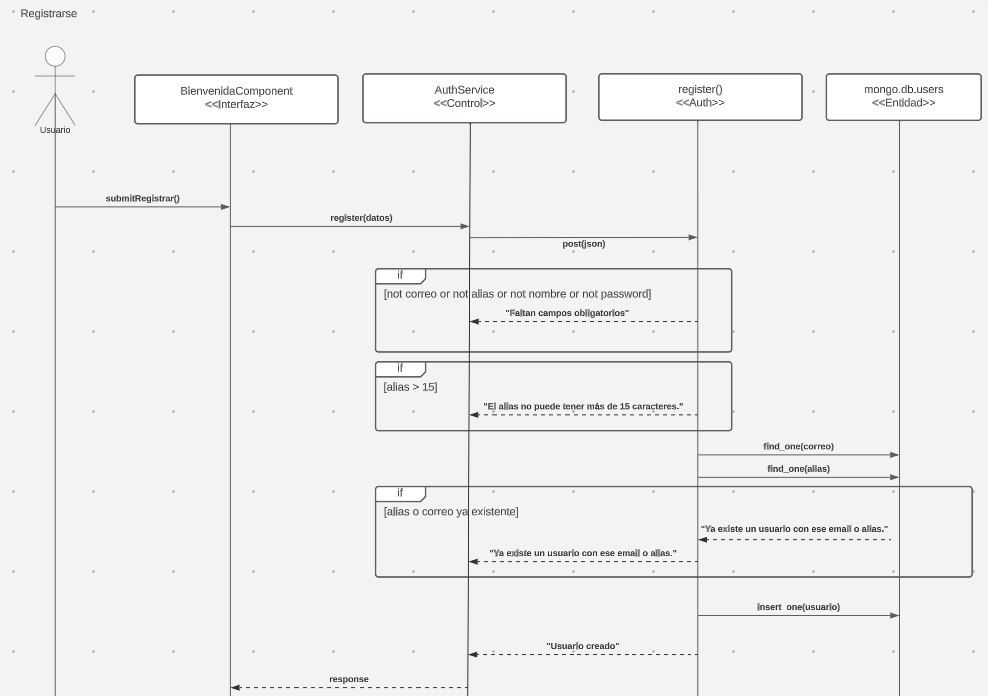 Registrarse
Usuario
BienvenidaComponent
<<Interfaz>>
AuthService
<<Control>>
register()
<<Auth>>
mongo.db.users
<<Entidad>>
submitRegistrar()
register(datos)
post(json)
if
[not correo or not alias or not nombre or not password]
"Faltan campos obligatorios"
if
[alias > 15]
"El alias no puede tener más de 15 caracteres."
find_one(correo)
find_one(alias)
if
[alias o correo ya existente]
"Ya existe un usuario con ese email o alias."
"Ya existe un usuario con ese email o alias."
insert_one(usuario)
"Usuario creado"
response